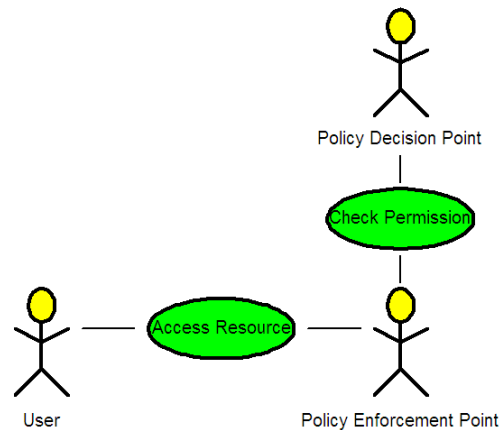 Policy Decision Point
Check Permission
Access Resource
User
Policy Enforcement Point